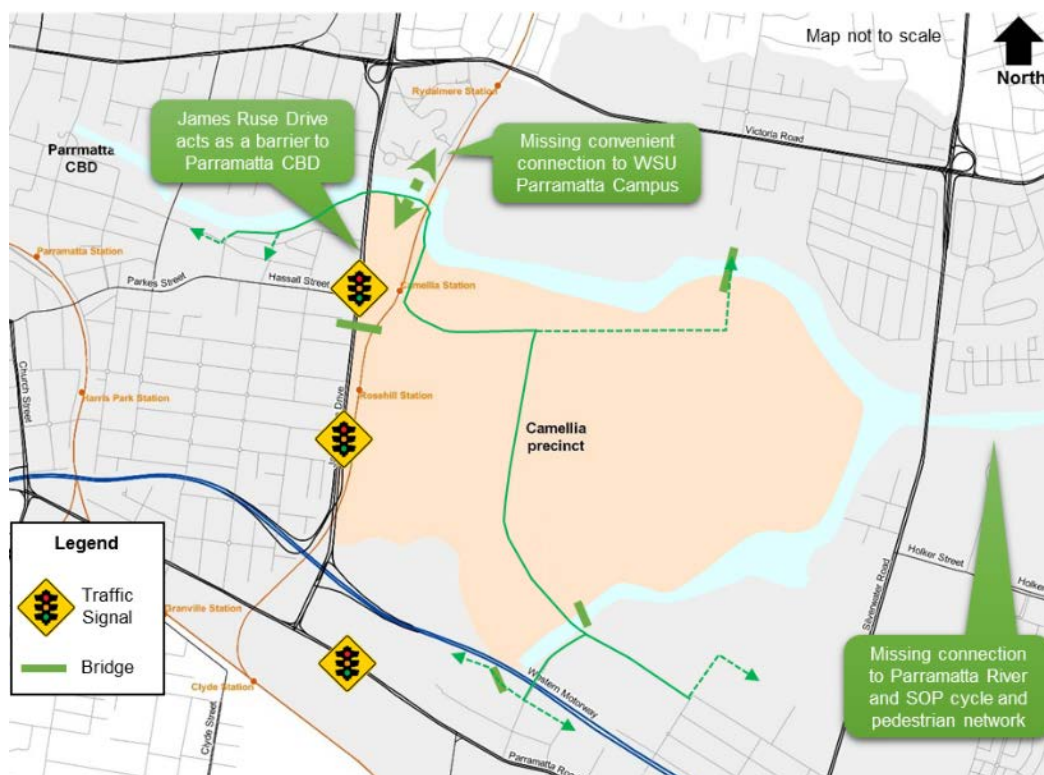 Map not to scale
North
Rydalmere Station
James Ruse Drive
acts as a barrier to
Parramatta CBD
Missing convenient
connection to WSU
Parramatta Campus
Victoria Road
Parrmatta
CBD
Parramatta Station
Parkes Street
Hassall Street
Camellia Station
Church Street
Harris Park Station
Rosehill Station
Drive
Camellia
precinct
Legend
Traffic
Signal
Bridge
Granville Station
Clyde Station
Clyde Street
Western Motorway
Parramatta Roa
Silverwater Road
Holker Street
Holker
Missing connection
to Parramatta River
and SOP cycle and
pedestrian network